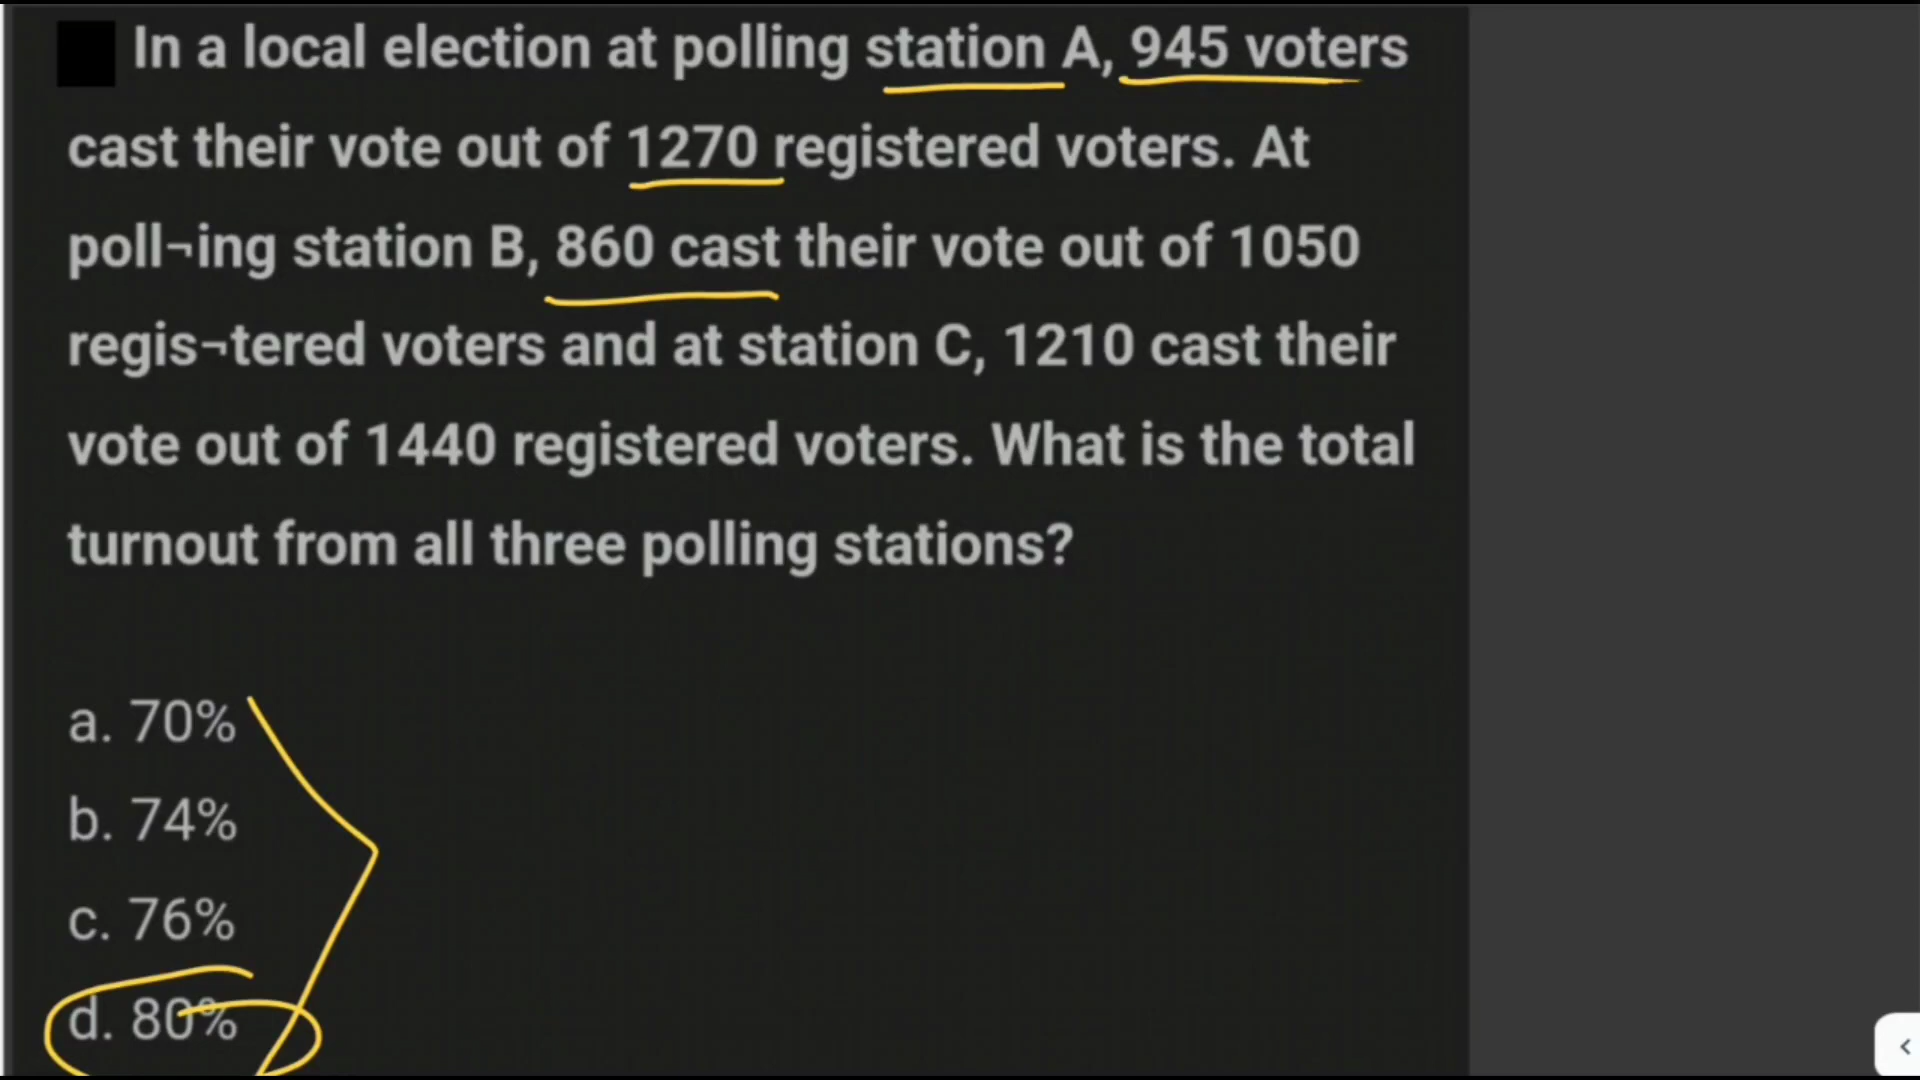 In a local election at polling station A, 945 voters
cast their vote out of 1270 registered voters. At
poll¬ing station B, 860 cast their vote out of 1050
regis¬tered voters and at station C, 1210 cast their
vote out of 1440 registered voters. What is the total
turnout from all three polling stations?
a. 70%
b. 74%
c. 76%
d. 80%